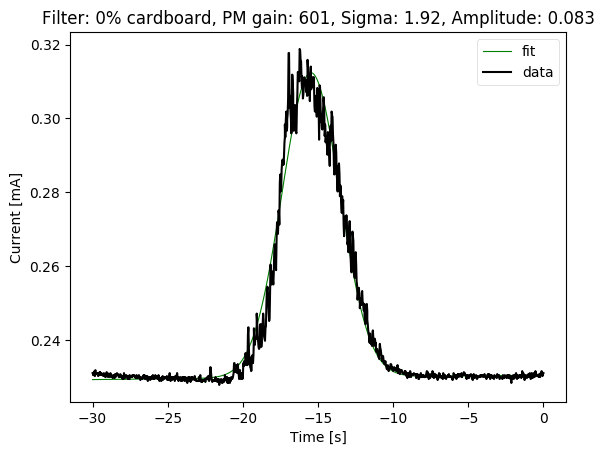 Filter: 0% cardboard, PM gain: 601, Sigma: 1.92, Amplitude: 0.083
fit
data
Current [mA]
0.32
0.30
0.28
0.26
0.24
−30
−25
−20
−15
−10
−5
0
Time [s]